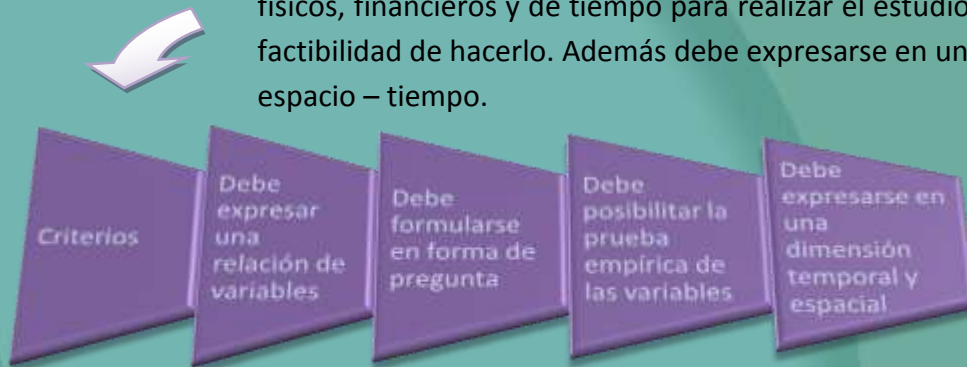 físicos, financieros y de tiempo para realizar el estudio
factibilidad de hacerlo. Además debe expresarse en un
espacio – tiempo.
Criterios
Debe
expresar
una
relación de
variables
Debe
formularse
en forma de
pregunta
Debe
posibilitar la
prueba
empírica de
las variables
Debe
expresarse en
una
dimensión
temporal y
espacial